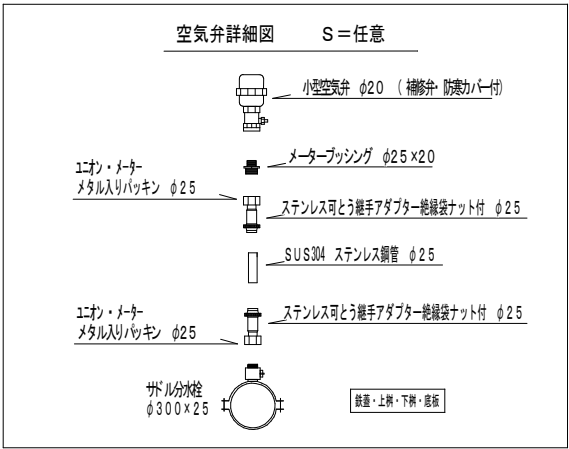 空気弁詳細図　　S＝任意
小型空気弁 φ20 （ 補修弁・防寒カバー付）
メーターブッシング φ25×20
ユニオン・メーター
メタル入りパッキン φ25
ステンレス可とう継手アダプター絶縁袋ナット付 φ25
SUS304 ステンレス鋼管 φ25
ユニオン・メーター
メタル入りパッキン φ25
ステンレス可とう継手アダプター絶縁袋ナット付 φ25
サドル分水栓
φ300×25
鉄蓋・上桝・下桝・底板